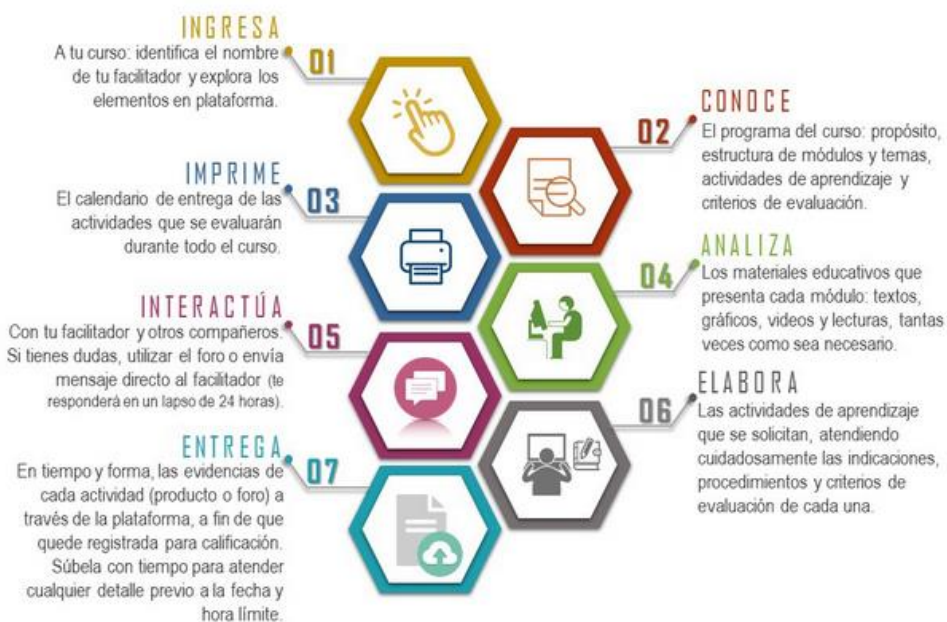 INGRESA
01
A tu curso: identifica el nombre
de tu facilitador y explora los
elementos en plataforma.
CONOCE
02
El programa del curso: propósito,
estructura de módulos y temas,
actividades de aprendizaje y
criterios de evaluación.
IMPRIME
03
El calendario de entrega de las
actividades que se evaluarán
durante todo el curso.
ANALIZA
04
Los materiales educativos que
presenta cada módulo: textos,
gráficos, videos y lecturas, tantas
veces como sea necesario.
INTERACTÚA
05
Con tu facilitador y otros compañeros.
Si tienes dudas, utilizar el foro o envía
mensaje directo al facilitador (te
responderá en un lapso de 24 horas).
ELABORA
06
Las actividades de aprendizaje
que se solicitan, atendiendo
cuidadosamente las indicaciones,
procedimientos y criterios de
evaluación de cada una.
ENTREGA
07
En tiempo y forma, las evidencias de
cada actividad (producto o foro) a
través de la plataforma, a fin de que
quede registrada para calificación.
Súbela con tiempo para atender
cualquier detalle previo a la fecha y
hora límite.